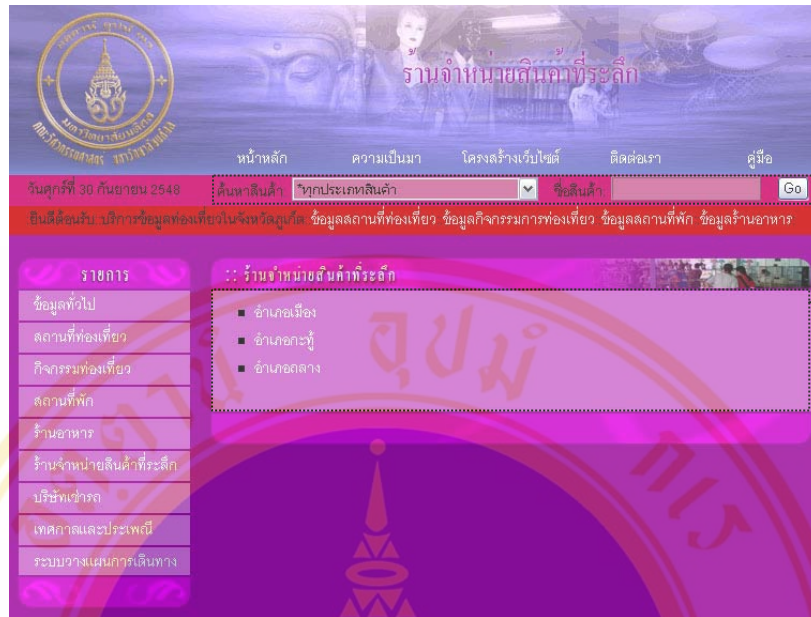 ร้านจำหน่ายสินค้าที่ระลึก
หน้าหลัก ความเป็นมา โครงสร้างเว็บไซต์ ติดต่อเรา คู่มือ
วันศุกร์ที่ 30 กันยายน 2548 ค้นหาสินค้า: *ทุกประเภทสินค้า ชื่อสินค้า: Go
ยินดีต้อนรับ..บริการข้อมูลท่องเที่ยวในจังหวัดภูเก็ต: ข้อมูลสถานที่ท่องเที่ยว ข้อมูลกิจกรรมการท่องเที่ยว ข้อมูลสถานที่พัก ข้อมูลร้านอาหาร
รายการ
ข้อมูลทั่วไป
สถานที่ท่องเที่ยว
กิจกรรมท่องเที่ยว
สถานที่พัก
ร้านอาหาร
ร้านจำหน่ายสินค้าที่ระลึก
บริษัทเช่ารถ
เทศกาลและประเพณี
ระบบวางแผนการเดินทาง
:: ร้านจำหน่ายสินค้าที่ระลึก
อำเภอเมือง
อำเภอกะทู้
อำเภอถลาง